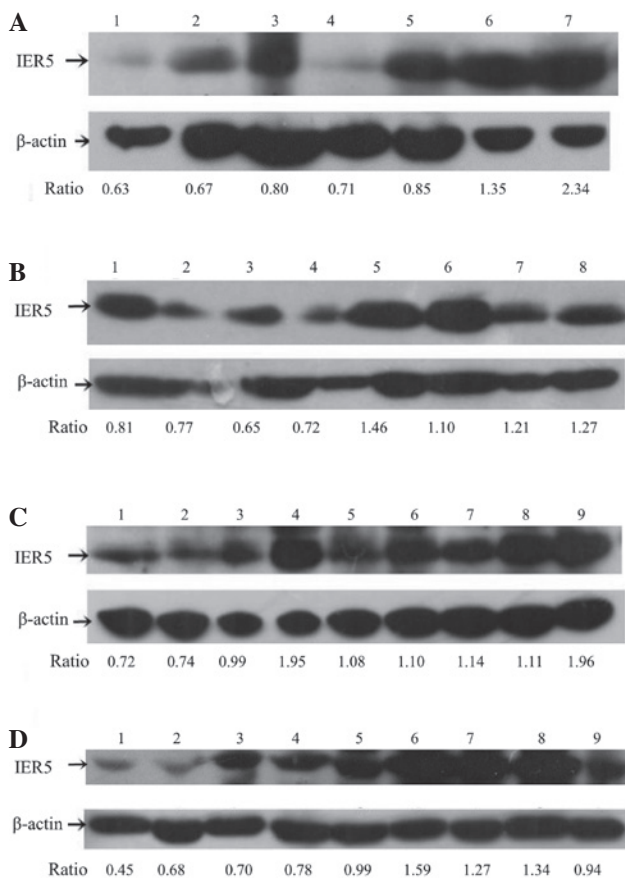 A
1 2 3 4 5 6 7
IER5
β-actin
Ratio 0.63 0.67 0.80 0.71 0.85 1.35 2.34
B
1 2 3 4 5 6 7 8
IER5
β-actin
Ratio 0.81 0.77 0.65 0.72 1.46 1.10 1.21 1.27
C
1 2 3 4 5 6 7 8 9
IER5
β-actin
Ratio 0.72 0.74 0.99 1.95 1.08 1.10 1.14 1.11 1.96
D
1 2 3 4 5 6 7 8 9
IER5
β-actin
Ratio 0.45 0.68 0.70 0.78 0.99 1.59 1.27 1.34 0.94